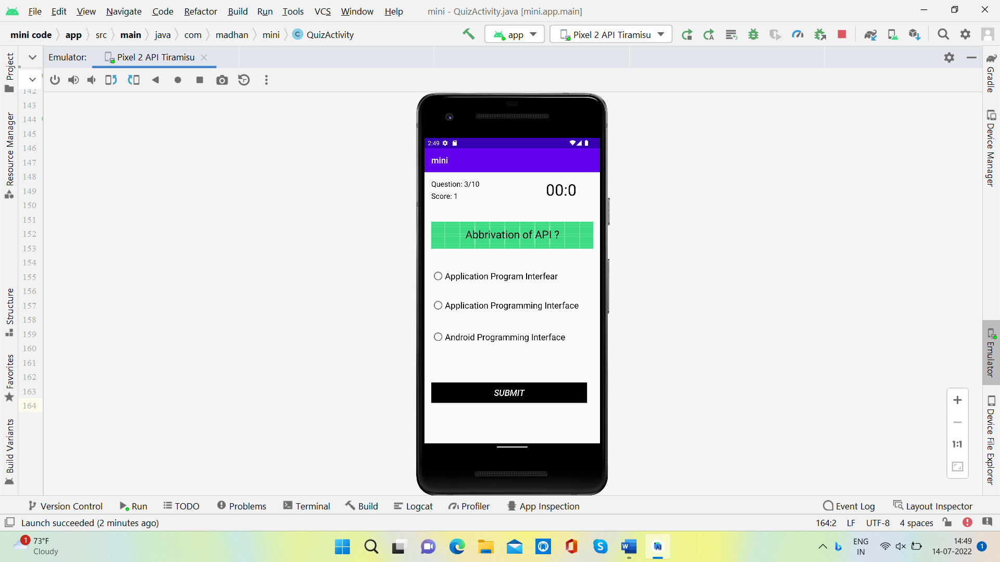 File Edit View Navigate Code Refactor Build Run Tools VCS Window Help mini - QuizActivity.java [mini.app.main]
mini code app src main java com madhan mini C QuizActivity app Pixel 2 API Tiramisu
Emulator: Pixel 2 API Tiramisu
Project
Resource Manager
Structure
Favorites
Build Variants
142
143
144
145
146
147
148
149
150
151
152
153
154
155
156
157
158
159
160
161
162
163
164
2:49
mini
Question: 3/10
00:0
Score: 1
Abbrivation of API ?
Application Program Interfear
Application Programming Interface
Android Programming Interface
SUBMIT
1:1
Gradle
Device Manager
Emulator
Device File Explorer
Version Control Run TODO Problems Terminal Build Logcat Profiler App Inspection Event Log Layout Inspector
Launch succeeded (2 minutes ago) 164:2 LF UTF-8 4 spaces
1 73°F
Cloudy
ENG
IN
14:49
14-07-2022
1